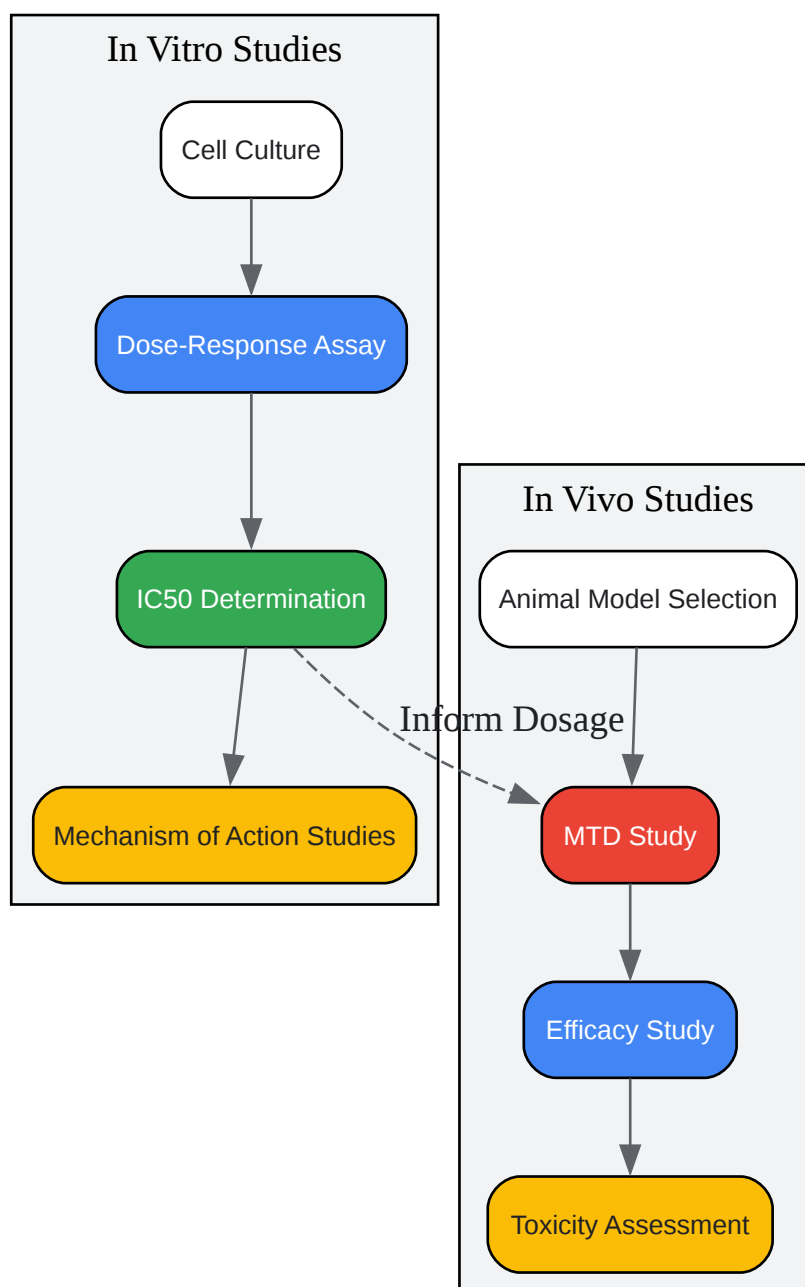 In Vitro Studies
Cell Culture
Dose-Response Assay
IC50 Determination
Mechanism of Action Studies
Inform Dosage
In Vivo Studies
Animal Model Selection
MTD Study
Efficacy Study
Toxicity Assessment